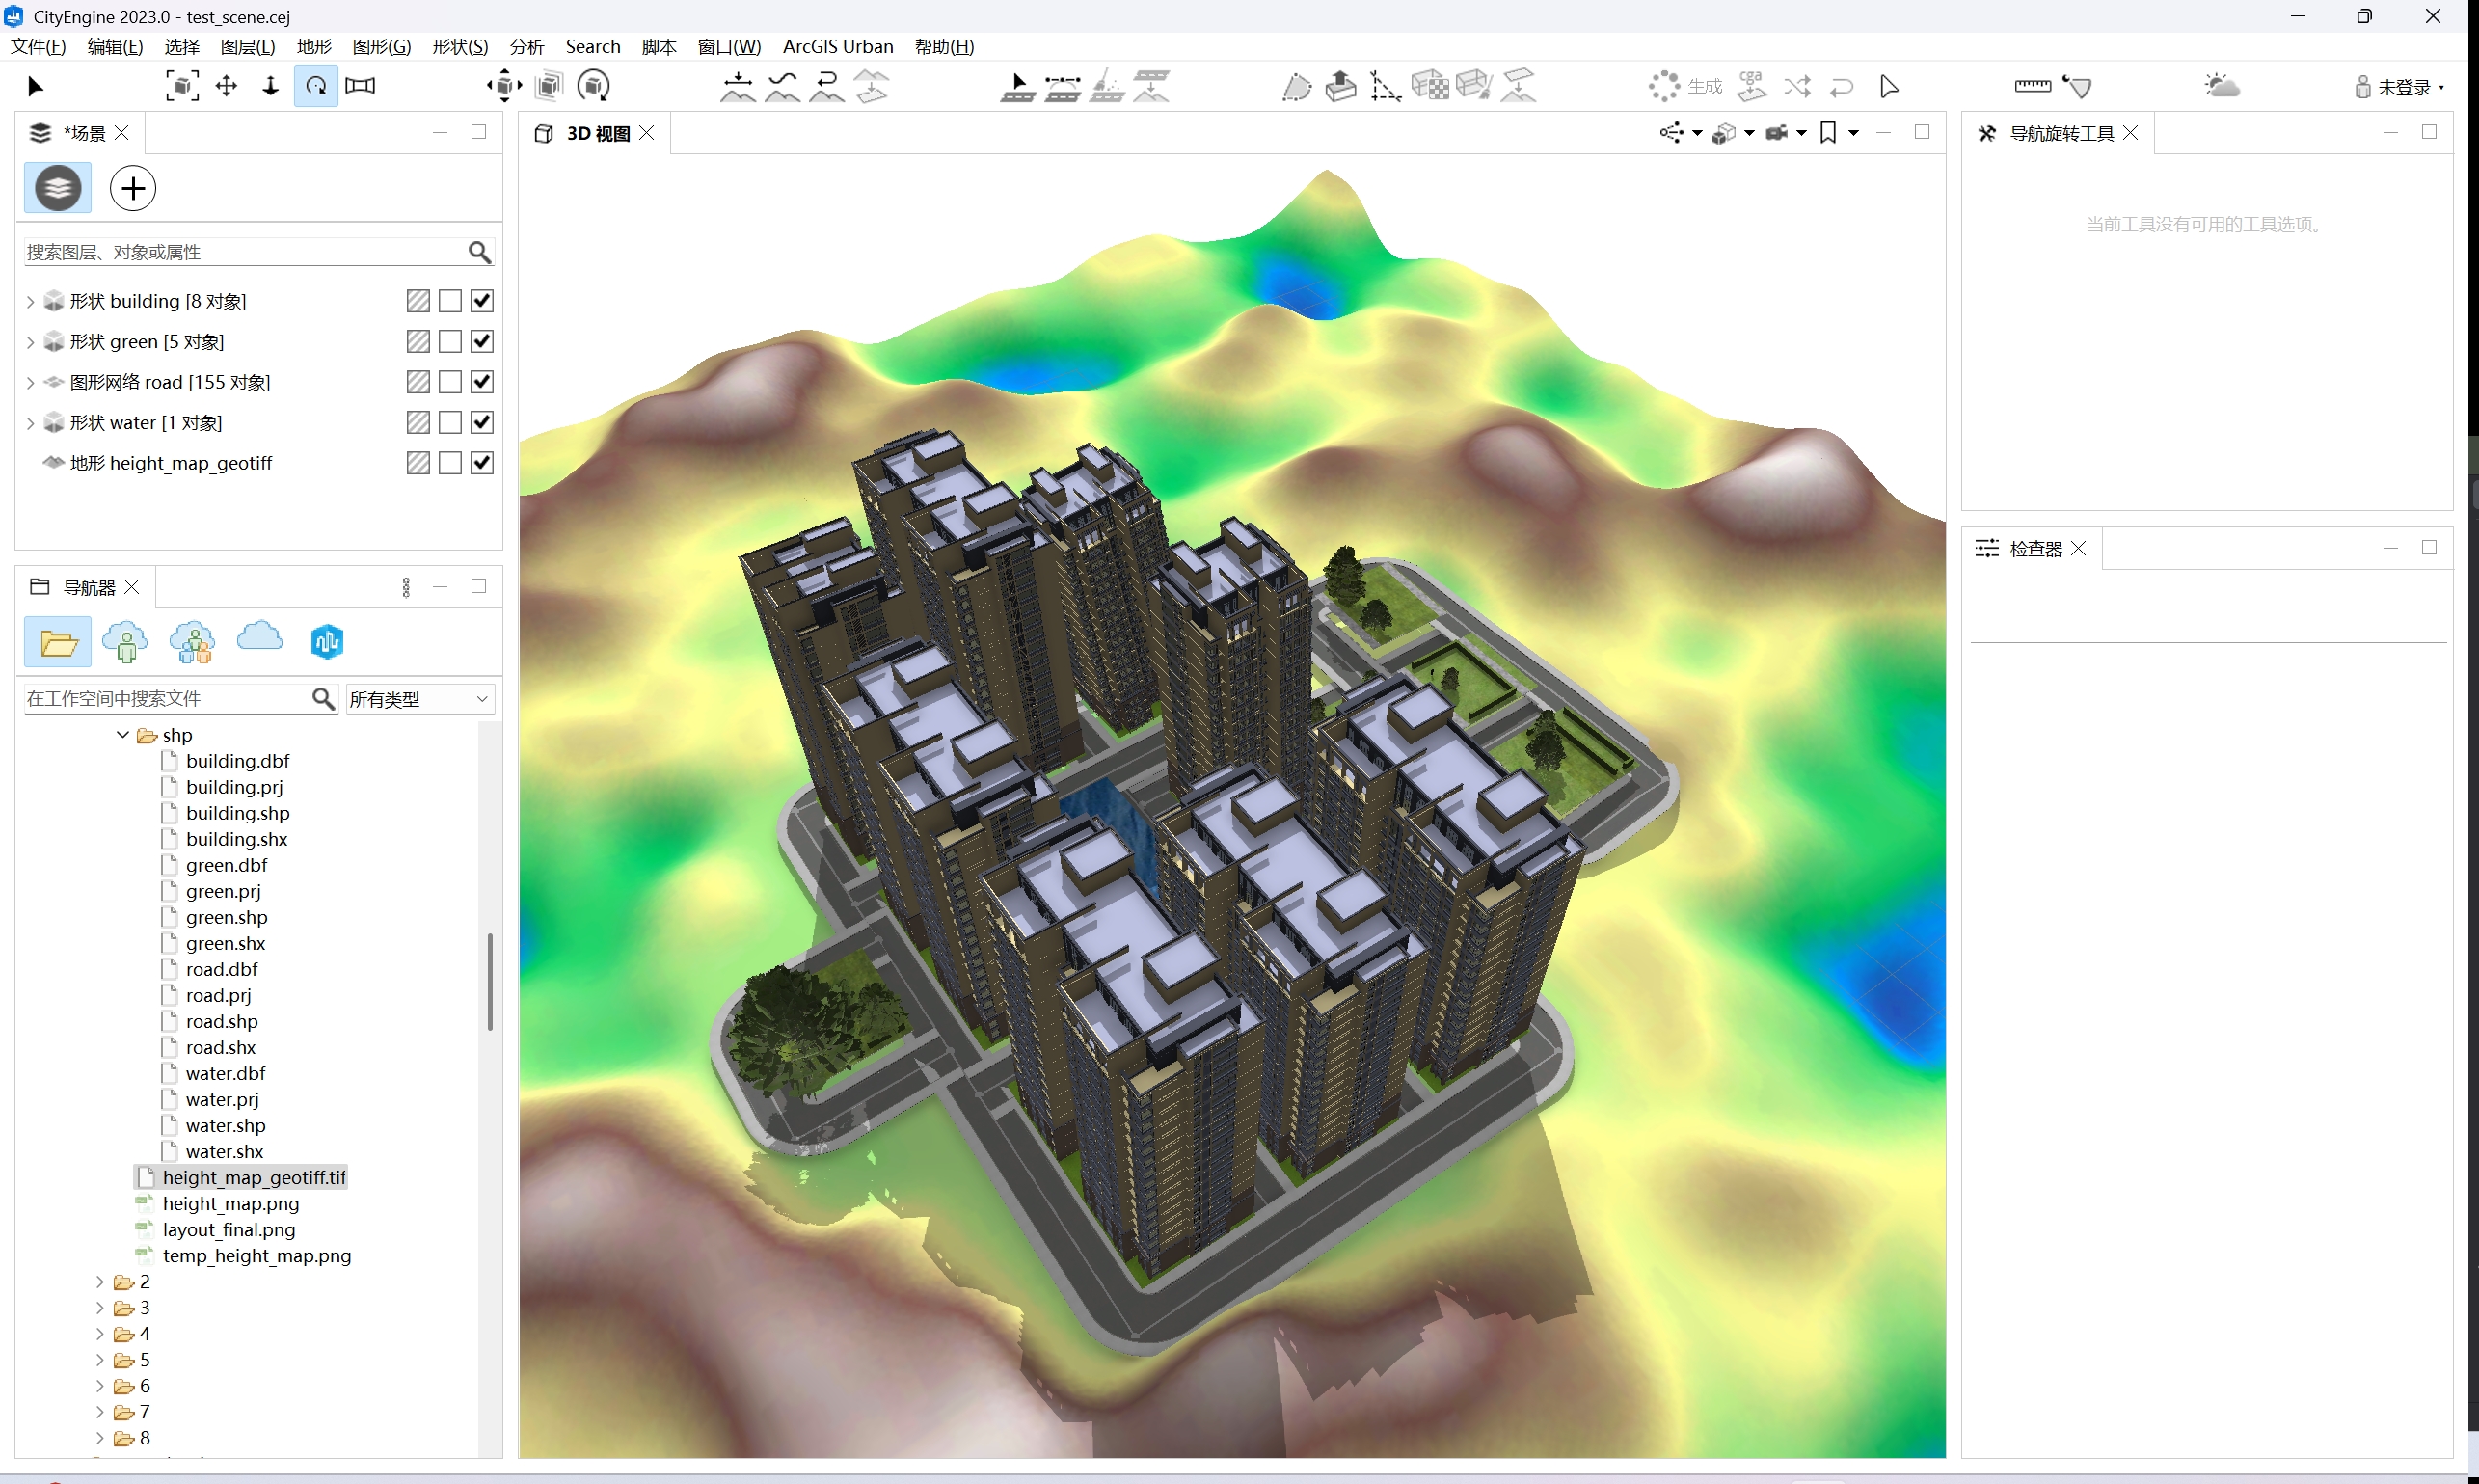 CityEngine 2023.0 - test_scene.cej
文件(F) 编辑(E) 选择 图层(L) 地形 图形(G) 形状(S) 分析 Search 脚本 窗口(W) ArcGIS Urban 帮助(H)
生成
cga
未登录
*场景
搜索图层、对象或属性
形状 building [8 对象]
形状 green [5 对象]
图形网络 road [155 对象]
形状 water [1 对象]
地形 height_map_geotiff
导航器
在工作空间中搜索文件
所有类型
shp
building.dbf
building.prj
building.shp
building.shx
green.dbf
green.prj
green.shp
green.shx
road.dbf
road.prj
road.shp
road.shx
water.dbf
water.prj
water.shp
water.shx
height_map_geotiff.tif
height_map.png
layout_final.png
temp_height_map.png
2
3
4
5
6
7
8
3D 视图
导航旋转工具
当前工具没有可用的工具选项。
检查器